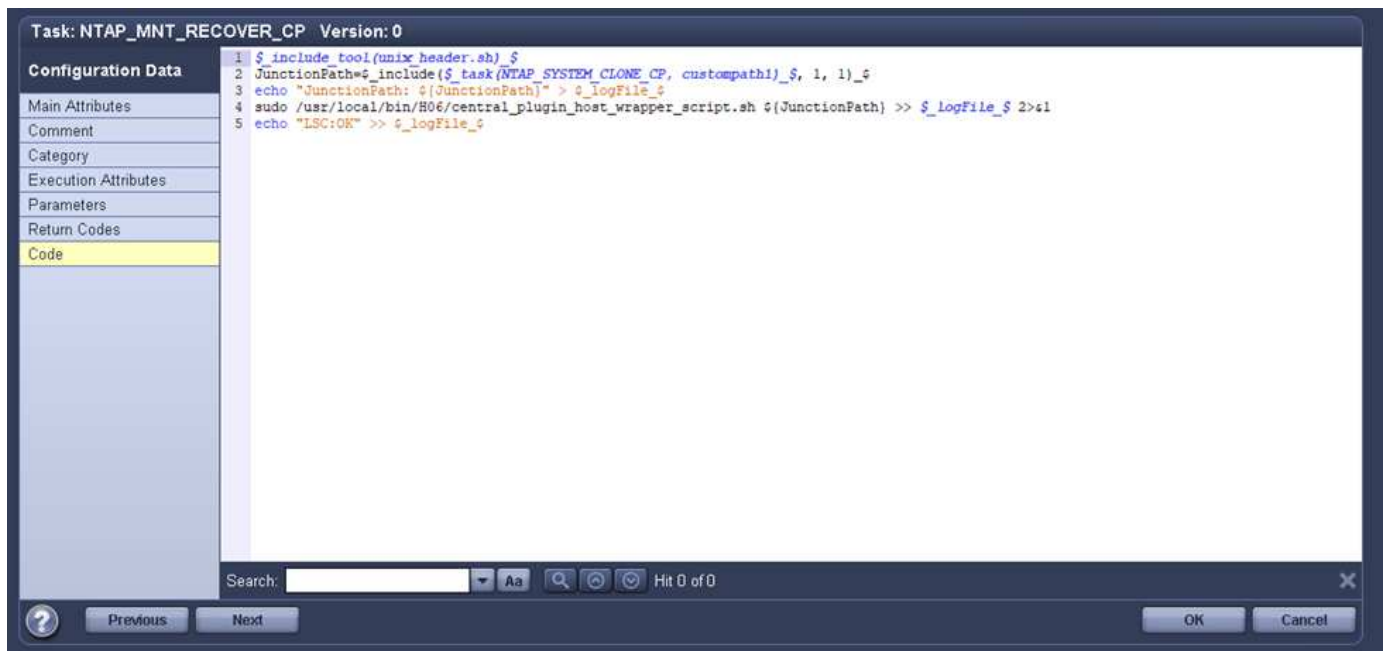 Task: NTAP_MNT_RECOVER_CP Version: 0
Configuration Data
Main Attributes
Comment
Category
Execution Attributes
Parameters
Return Codes
Code
1 $_include_tool(unix_header.sh)_$
2 JunctionPath=$_include($_task(NTAP_SYSTEM_CLONE_CP, custompath1)_$, 1, 1)_$
3 echo "JunctionPath: ${JunctionPath}" > $_logFile_$
4 sudo /usr/local/bin/H06/central_plugin_host_wrapper_script.sh ${JunctionPath} >> $_logFile_$ 2>&1
5 echo "LSC:OK" >> $_logFile_$
Search: Aa Hit 0 of 0
? Previous Next OK Cancel